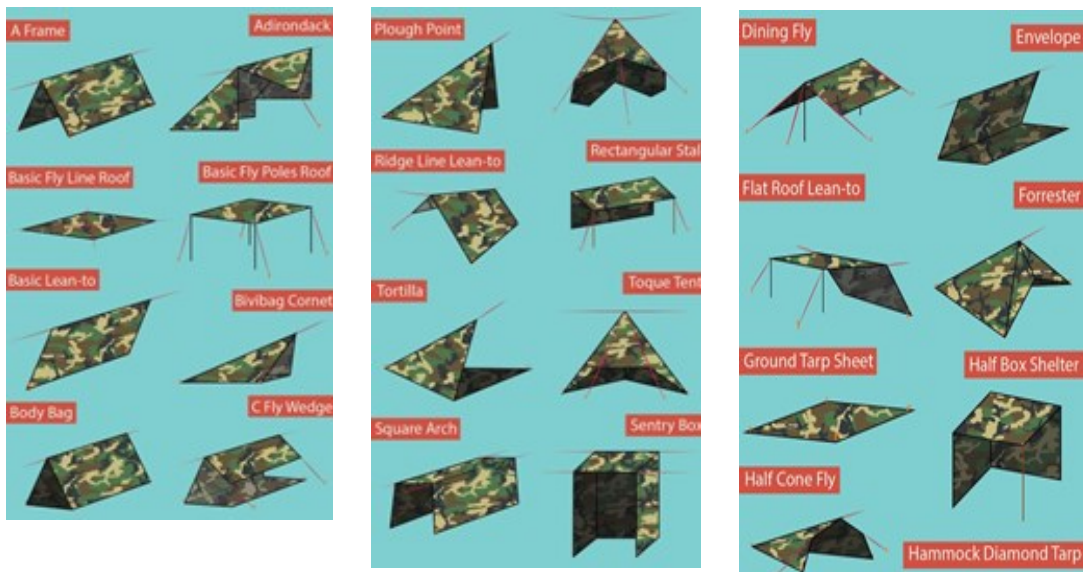 A Frame
Adirondack
Basic Fly Line Roof
Basic Fly Poles Roof
Basic Lean-to
Bivibag Cornet
Body Bag
C Fly Wedge
Plough Point
Ridge Line Lean-to
Rectangular Stal
Tortilla
Toque Tent
Square Arch
Sentry Box
Dining Fly
Envelope
Flat Roof Lean-to
Forrester
Ground Tarp Sheet
Half Box Shelter
Half Cone Fly
Hammock Diamond Tarp